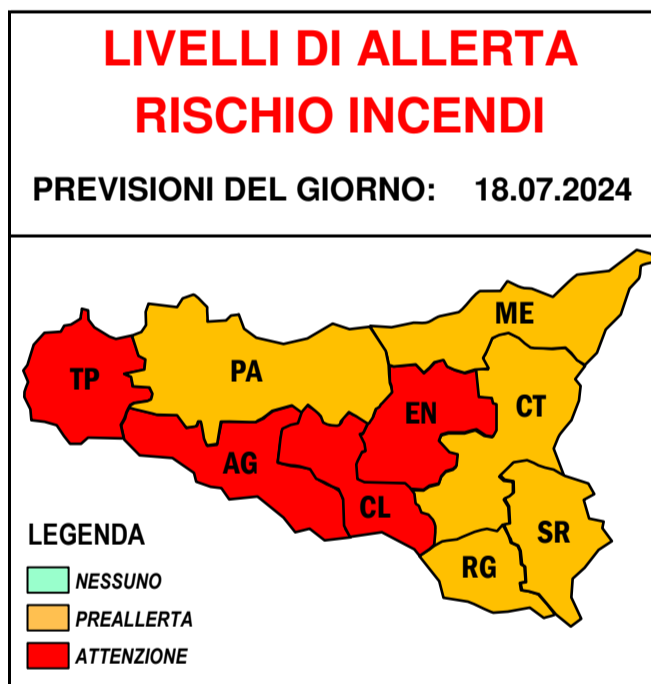 LIVELLI DI ALLERTA
RISCHIO INCENDI
PREVISIONI DEL GIORNO: 18.07.2024
ME
TP
PA
EN
CT
AG
CL
SR
RG
LEGENDA
NESSUNO
PREALLERTA
ATTENZIONE